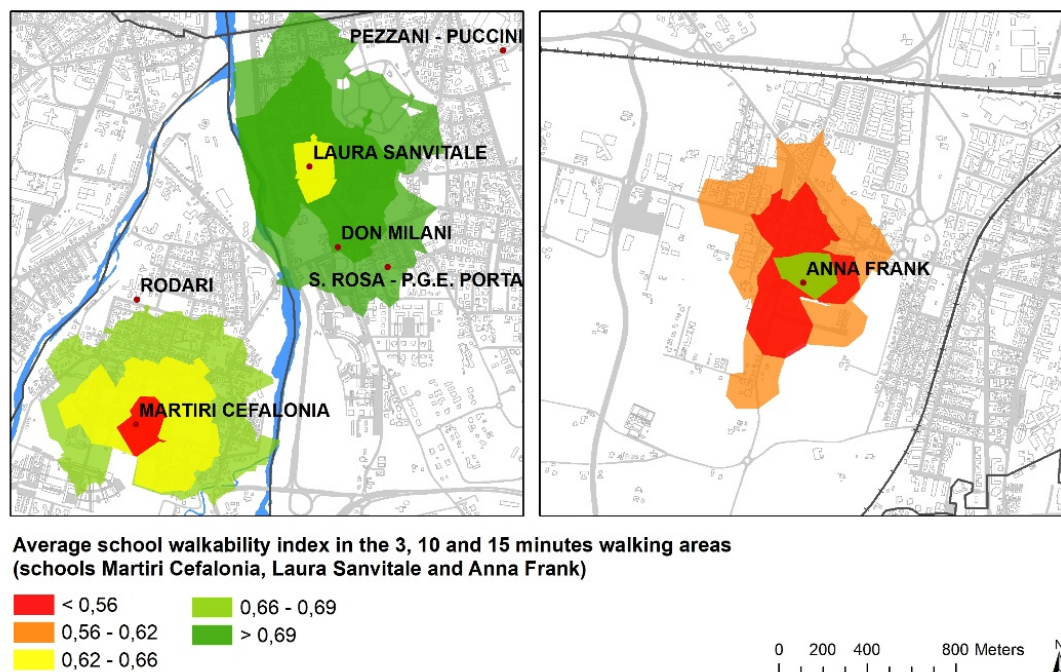 PEZZANI - PUCCINI
LAURA SANVITALE
DON MILANI
S. ROSA - P.G.E. PORTA
RODARI
MARTIRI CEFALONIA
ANNA FRANK
Average school walkability index in the 3, 10 and 15 minutes walking areas
(schools Martiri Cefalonia, Laura Sanvitale and Anna Frank)
< 0,56
0,56 - 0,62
0,62 - 0,66
0,66 - 0,69
> 0,69
0 200 400 800 Meters
N